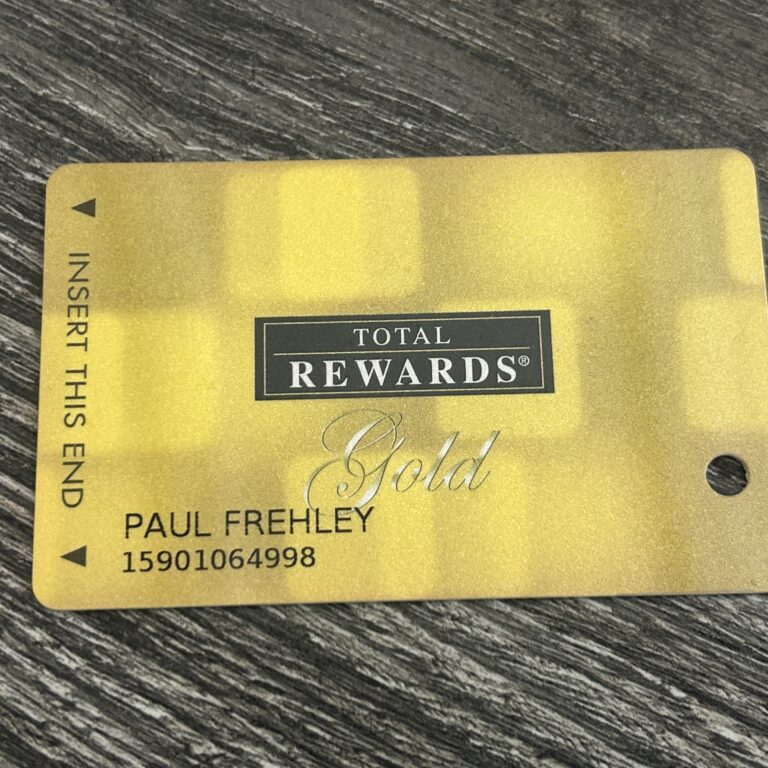 INSERT THIS END
TOTAL
REWARDS®
Gold
PAUL FREHLEY
15901064998